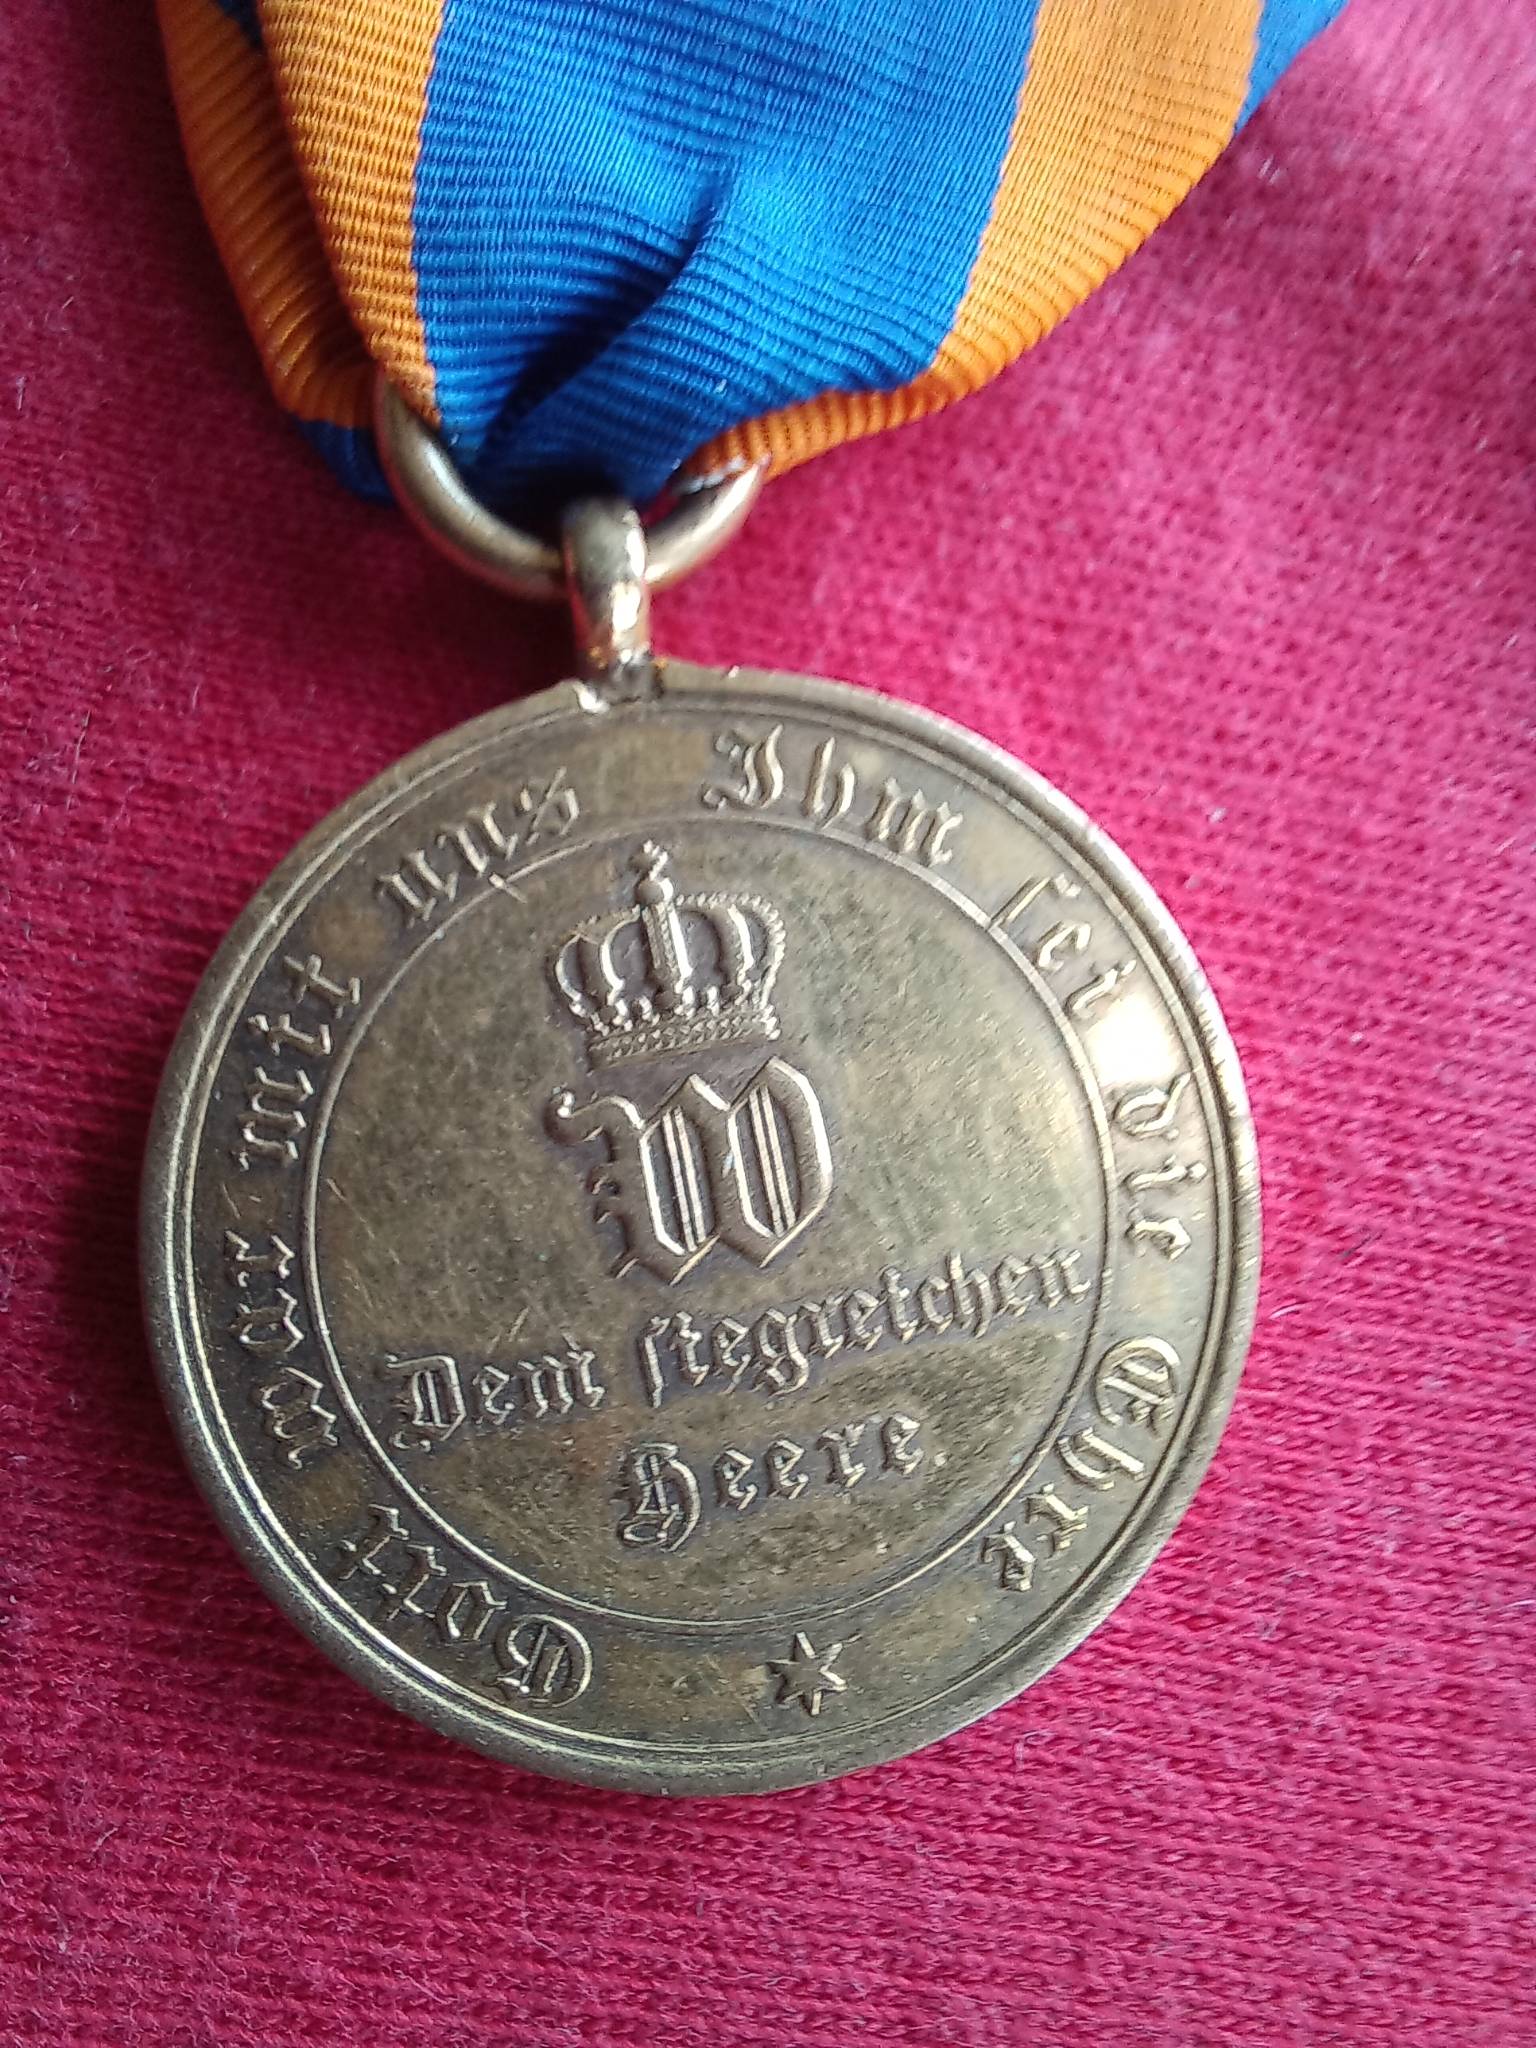 Gott war mit uns Ihm sei die Ehre
W
Dem siegreichen
Heere.